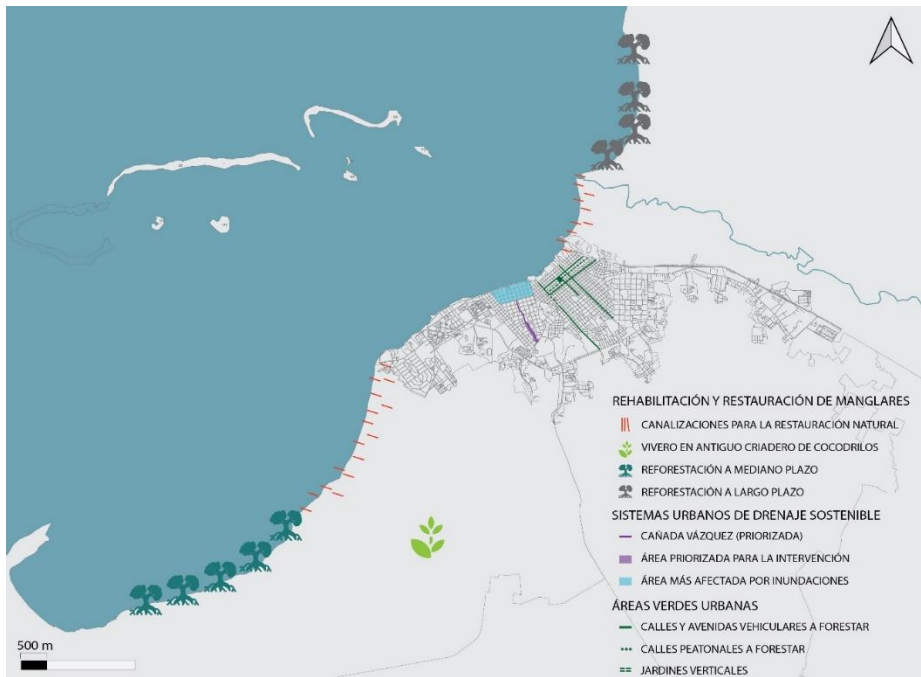 REHABILITACIÓN Y RESTAURACIÓN DE MANGLARES
CANALIZACIONES PARA LA RESTAURACIÓN NATURAL
VIVERO EN ANTIGUO CRIADERO DE COCODRILOS
REFORESTACIÓN A MEDIANO PLAZO
REFORESTACIÓN A LARGO PLAZO
SISTEMAS URBANOS DE DRENAJE SOSTENIBLE
CAÑADA VÁZQUEZ (PRIORIZADA)
ÁREA PRIORIZADA PARA LA INTERVENCIÓN
ÁREA MÁS AFECTADA POR INUNDACIONES
ÁREAS VERDES URBANAS
CALLES Y AVENIDAS VEHICULARES A FORESTAR
CALLES PEATONALES A FORESTAR
JARDINES VERTICALES
500 m